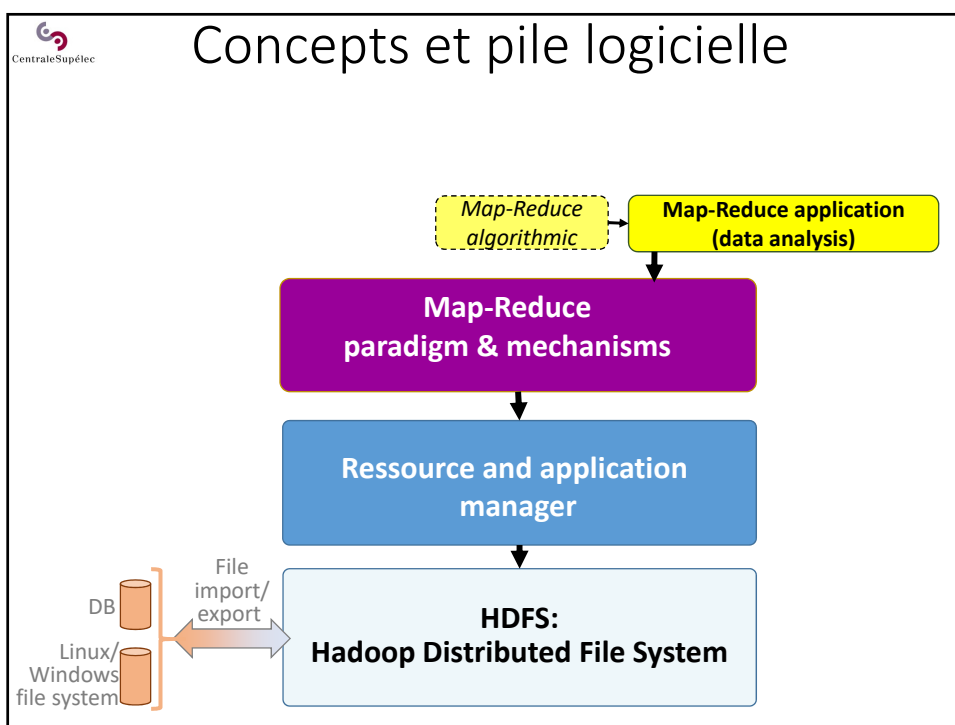 CentraleSupélec
Concepts et pile logicielle
Map-Reduce
algorithmic
Map-Reduce application
(data analysis)
Map-Reduce
paradigm & mechanisms
Ressource and application
manager
File
import/
export
DB
Linux/
Windows
file system
HDFS:
Hadoop Distributed File System